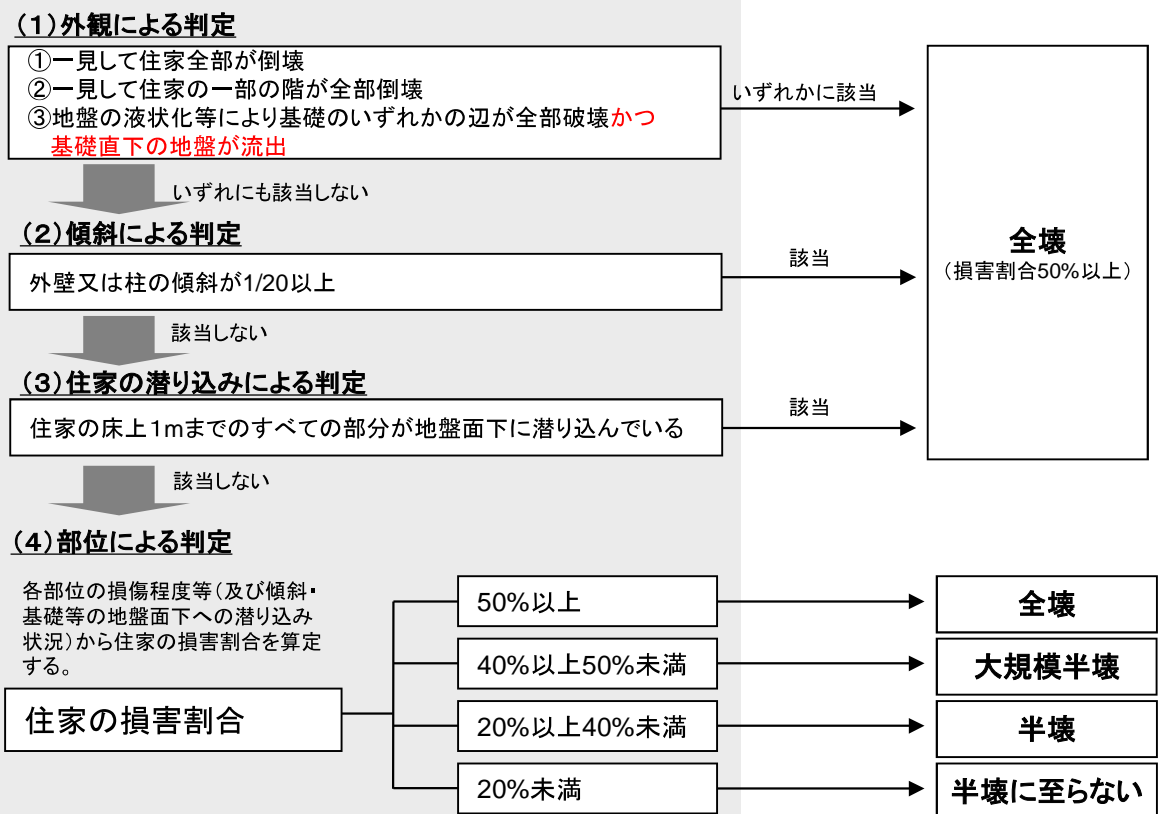 （1）外観による判定
①一見して住家全部が倒壊
②一見して住家の一部の階が全部倒壊
③地盤の液状化等により基礎のいずれかの辺が全部破壊かつ
基礎直下の地盤が流出
いずれかに該当
いずれにも該当しない
（2）傾斜による判定
外壁又は柱の傾斜が1/20以上
該当
全壊
（損害割合50%以上）
該当しない
（3）住家の潜り込みによる判定
住家の床上1mまでのすべての部分が地盤面下に潜り込んでいる
該当
該当しない
（4）部位による判定
各部位の損傷程度等（及び傾斜・
基礎等の地盤面下への潜り込み
状況）から住家の損害割合を算定
する。
住家の損害割合
50%以上
全壊
40%以上50%未満
大規模半壊
20%以上40%未満
半壊
20%未満
半壊に至らない